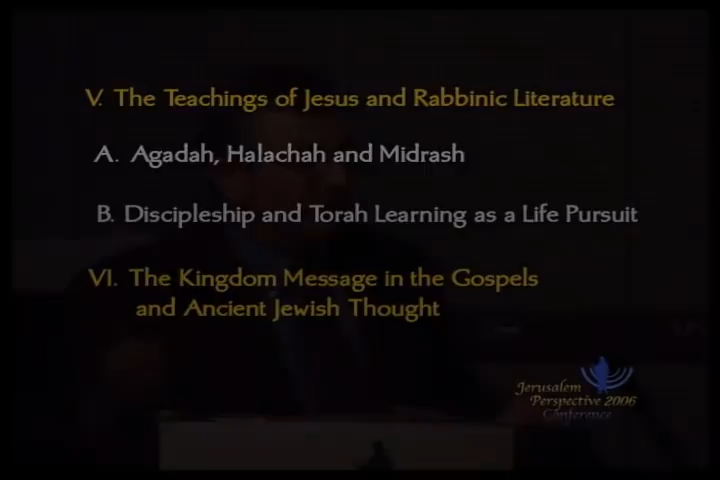 V. The Teachings of Jesus and Rabbinic Literature
A. Agadah, Halachah and Midrash
B. Discipleship and Torah Learning as a Life Pursuit
VI. The Kingdom Message in the Gospels
and Ancient Jewish Thought
Jerusalem
Perspective 2006
Conference